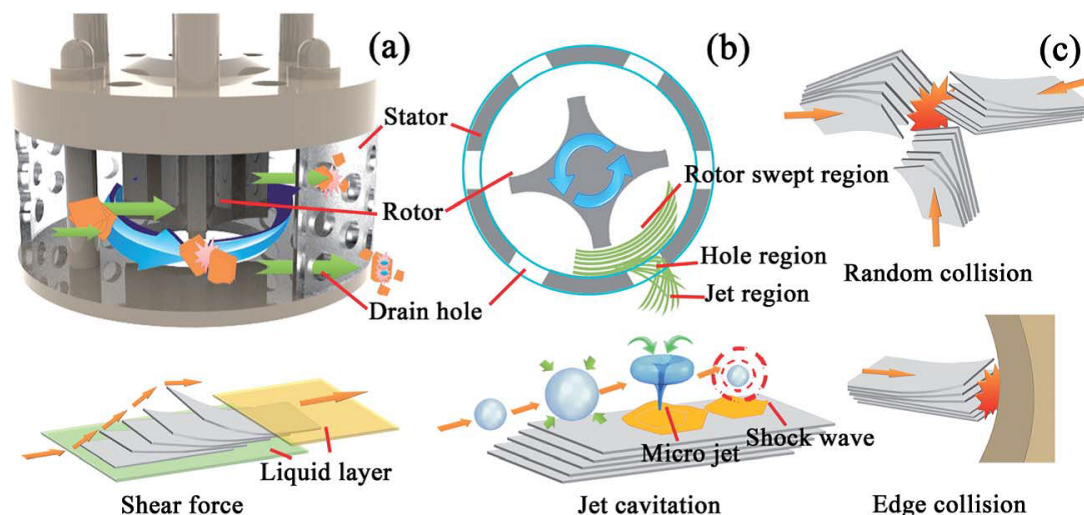 (a)
(b)
(c)
Stator
Rotor
Drain hole
Rotor swept region
Hole region
Jet region
Random collision
Liquid layer
Shear force
Micro jet
Shock wave
Jet cavitation
Edge collision